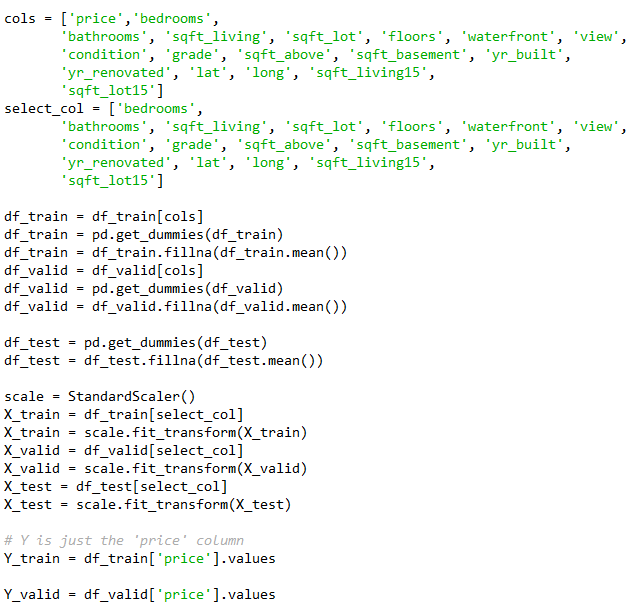 cols = ['price','bedrooms',
       'bathrooms', 'sqft_living', 'sqft_lot', 'floors', 'waterfront', 'view',
       'condition', 'grade', 'sqft_above', 'sqft_basement', 'yr_built',
       'yr_renovated', 'lat', 'long', 'sqft_living15',
       'sqft_lot15']
select_col = ['bedrooms',
       'bathrooms', 'sqft_living', 'sqft_lot', 'floors', 'waterfront', 'view',
       'condition', 'grade', 'sqft_above', 'sqft_basement', 'yr_built',
       'yr_renovated', 'lat', 'long', 'sqft_living15',
       'sqft_lot15']

df_train = df_train[cols]
df_train = pd.get_dummies(df_train)
df_train = df_train.fillna(df_train.mean())
df_valid = df_valid[cols]
df_valid = pd.get_dummies(df_valid)
df_valid = df_valid.fillna(df_valid.mean())

df_test = pd.get_dummies(df_test)
df_test = df_test.fillna(df_test.mean())

scale = StandardScaler()
X_train = df_train[select_col]
X_train = scale.fit_transform(X_train)
X_valid = df_valid[select_col]
X_valid = scale.fit_transform(X_valid)
X_test = df_test[select_col]
X_test = scale.fit_transform(X_test)

# Y is just the 'price' column
Y_train = df_train['price'].values

Y_valid = df_valid['price'].values